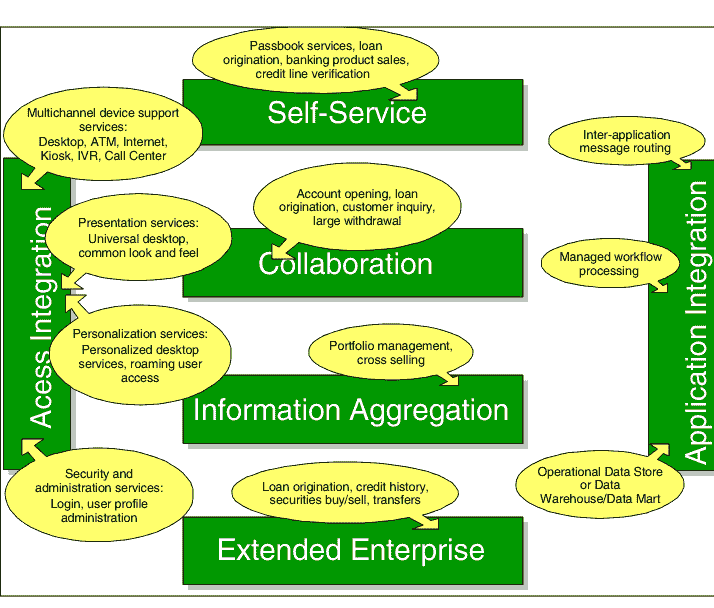 Passbook services, loan
origination, banking product sales,
credit line verification
Self-Service
Multichannel device support
services:
Desktop, ATM, Internet,
Kiosk, IVR, Call Center
Inter-application
message routing
Acess Integration
Presentation services:
Universal desktop,
common look and feel
Account opening, loan
origination, customer inquiry,
large withdrawal
Collaboration
Managed workflow
processing
Application Integration
Personalization services:
Personalized desktop
services, roaming user
access
Portfolio management,
cross selling
Information Aggregation
Security and
administration services:
Login, user profile
administration
Loan origination, credit history,
securities buy/sell, transfers
Extended Enterprise
Operational Data Store
or Data
Warehouse/Data Mart